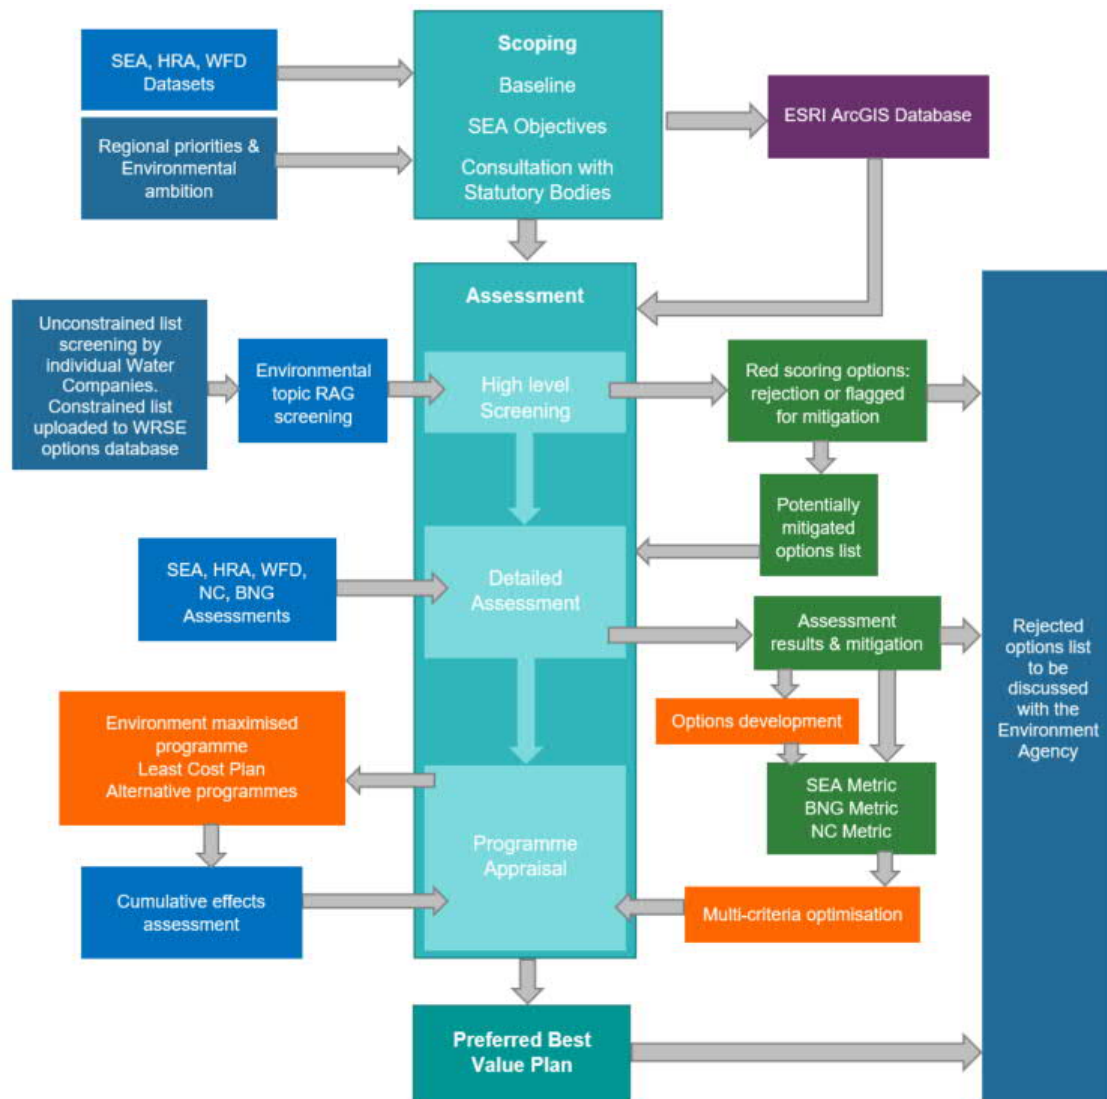 SEA, HRA, WFD
Datasets
Regional priorities &
Environmental
ambition
Scoping
Baseline
SEA Objectives
Consultation with
Statutory Bodies
ESRI ArcGIS Database
Assessment
Unconstrained list
screening by
individual Water
Companies.
Constrained list
uploaded to WRSE
options database
Environmental
topic RAG
screening
High level
Screening
Red scoring options:
rejection or flagged
for mitigation
Potentially
mitigated
options list
SEA, HRA, WFD,
NC, BNG
Assessments
Detailed
Assessment
Assessment
results & mitigation
Options development
SEA Metric
BNG Metric
NC Metric
Multi-criteria optimisation
Environment maximised
programme
Least Cost Plan
Alternative programmes
Cumulative effects
assessment
Programme
Appraisal
Rejected
options list
to be
discussed
with the
Environment
Agency
Preferred Best
Value Plan